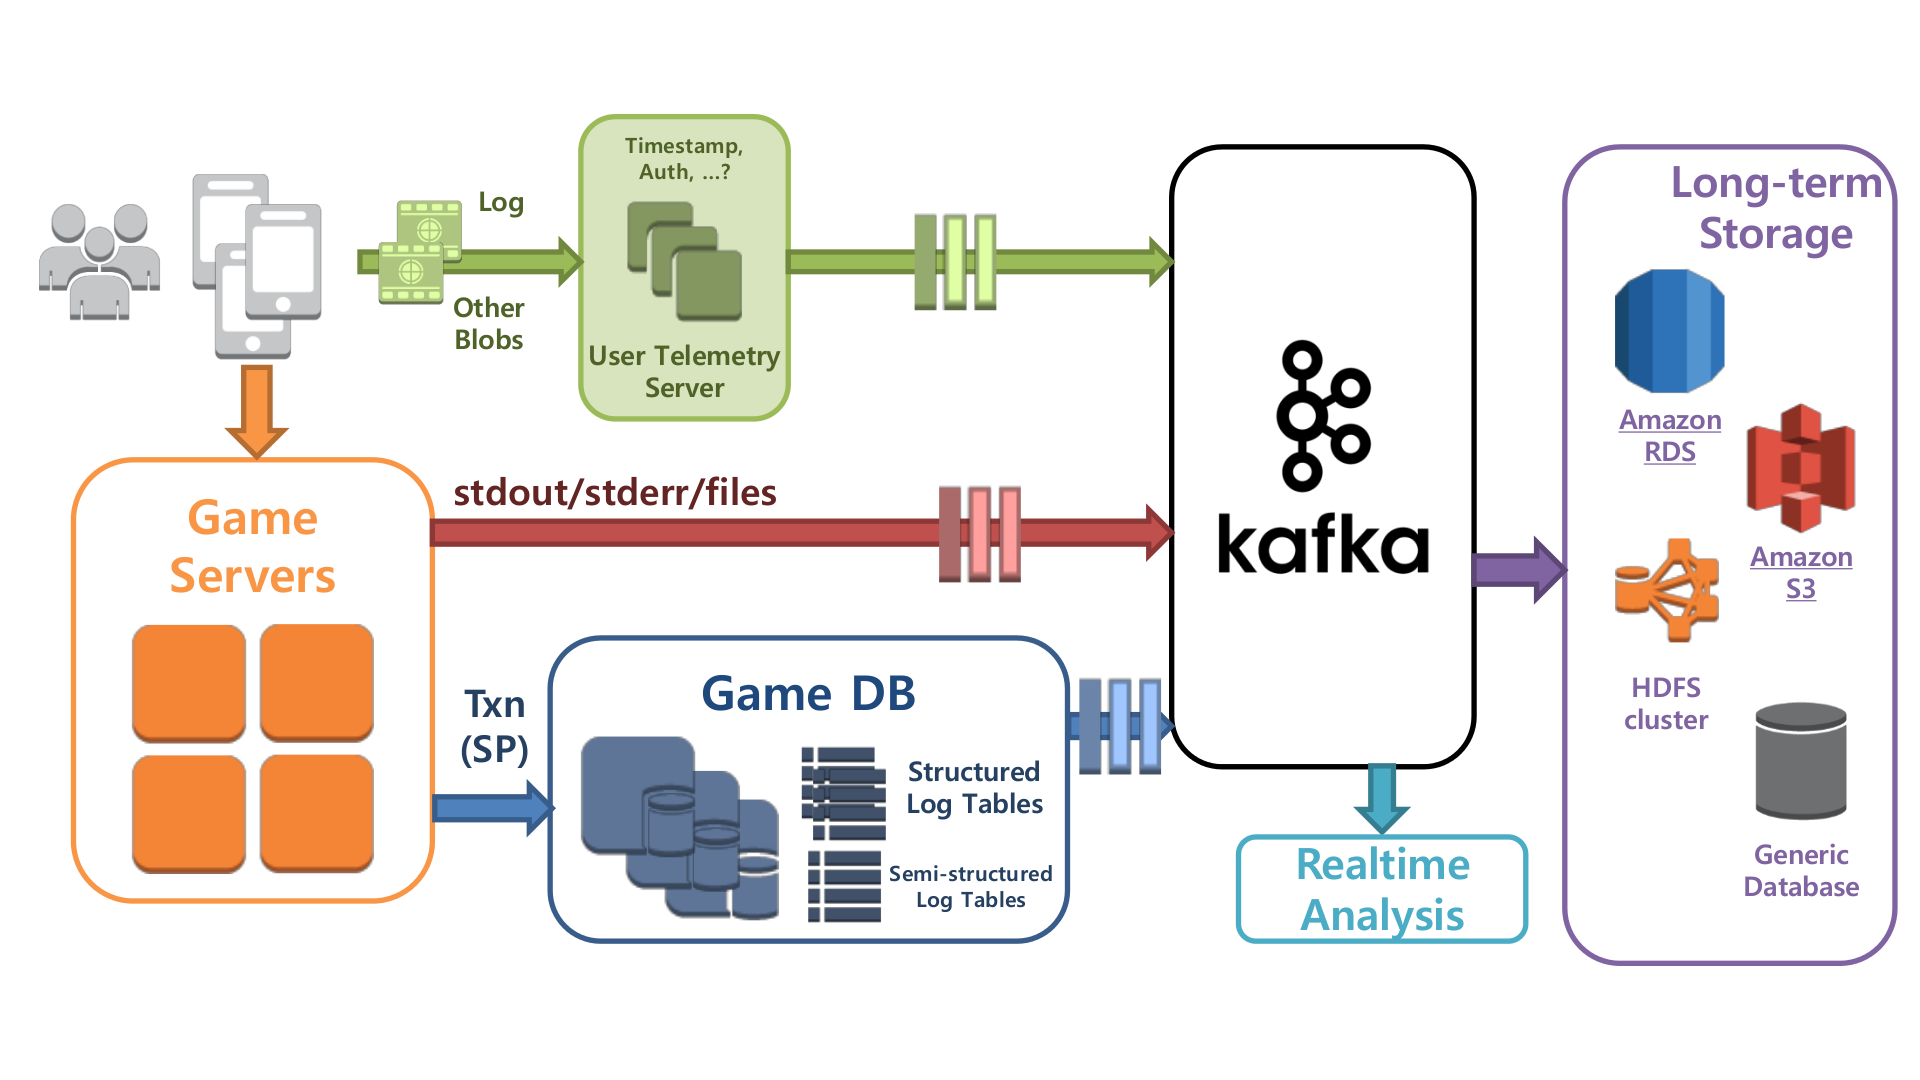 Timestamp,
Auth, ...?
Log
Other
Blobs
User Telemetry
Server
Game
Servers
stdout/stderr/files
Txn
(SP)
Game DB
Structured
Log Tables
Semi-structured
Log Tables
kafka
Realtime
Analysis
Long-term
Storage
Amazon
RDS
Amazon
S3
HDFS
cluster
Generic
Database